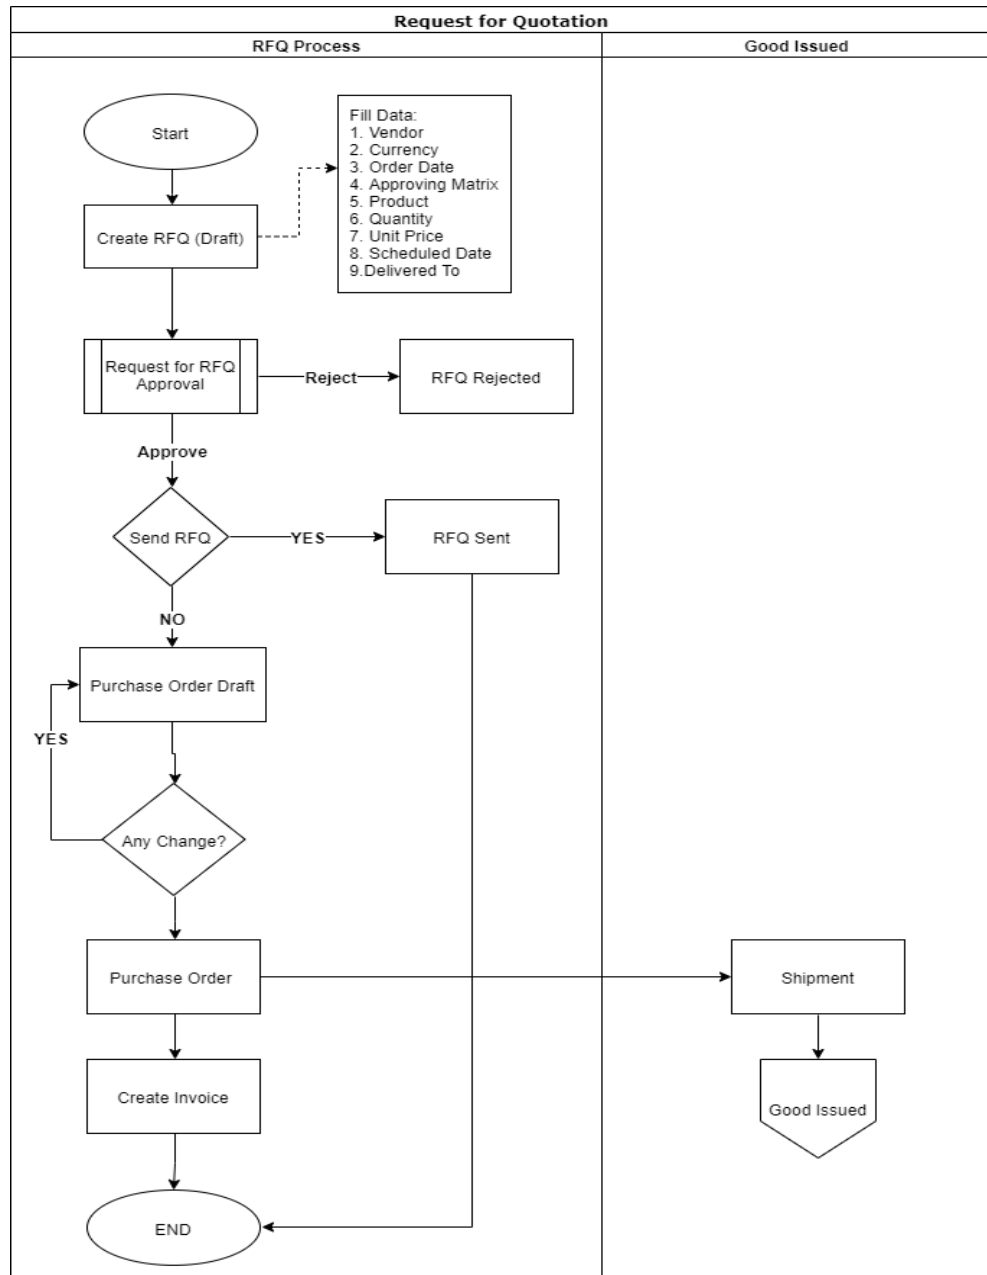 Request for Quotation
RFQ Process
Good Issued
Start
Fill Data:
1. Vendor
2. Currency
3. Order Date
4. Approving Matrix
5. Product
6. Quantity
7. Unit Price
8. Scheduled Date
9.Delivered To
Create RFQ (Draft)
Request for RFQ
Approval
Reject
RFQ Rejected
Approve
Send RFQ
YES
RFQ Sent
NO
Purchase Order Draft
YES
Any Change?
Purchase Order
Shipment
Create Invoice
Good Issued
END